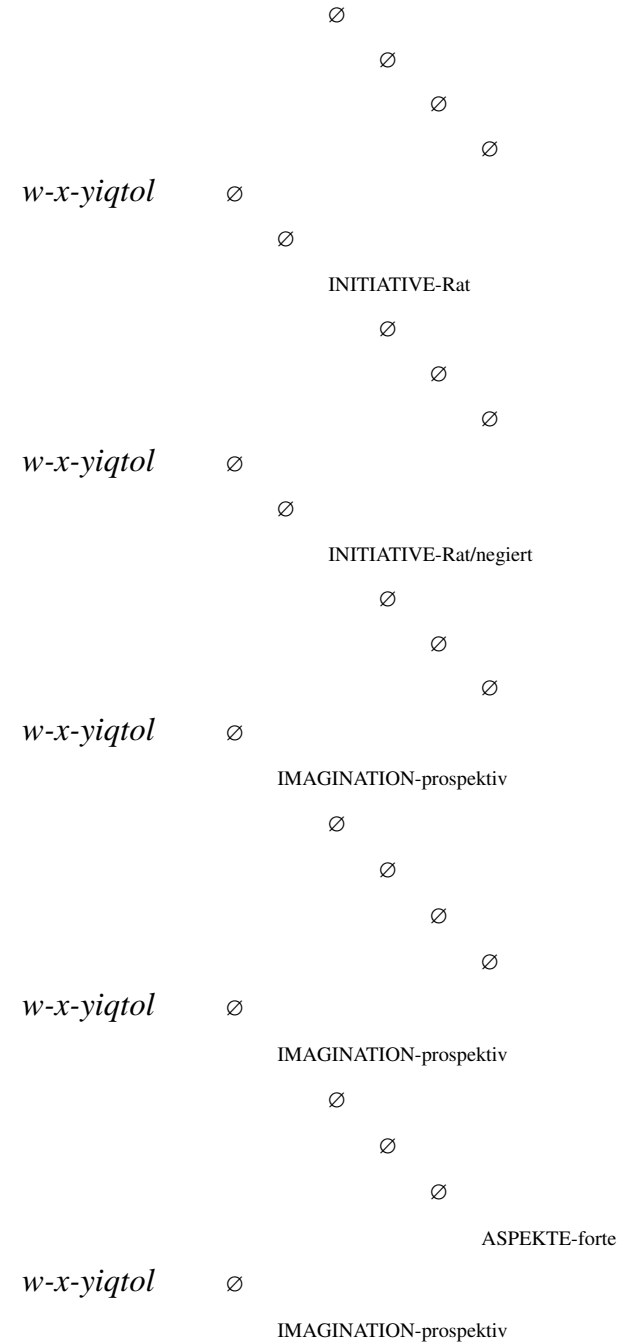 ∅
∅
∅
∅
w-x-yiqtol ∅
∅
INITIATIVE-Rat
∅
∅
∅
w-x-yiqtol ∅
∅
INITIATIVE-Rat/negiert
∅
∅
∅
w-x-yiqtol ∅
IMAGINATION-prospektiv
∅
∅
∅
∅
w-x-yiqtol ∅
IMAGINATION-prospektiv
∅
∅
∅
ASPEKTE-forte
w-x-yiqtol ∅
IMAGINATION-prospektiv